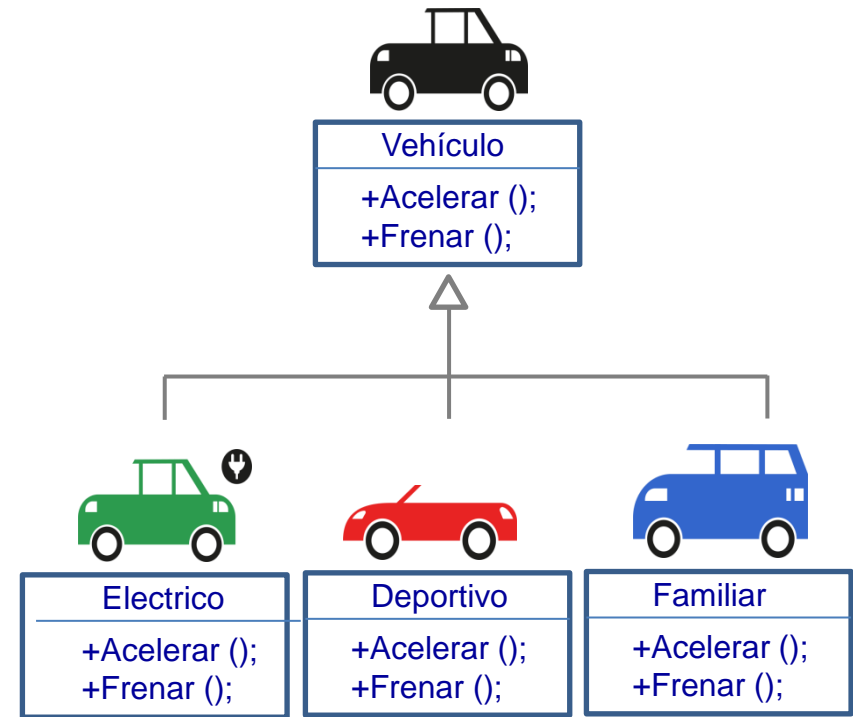 Vehículo
+Acelerar ();
+Frenar ();
Electrico
+Acelerar ();
+Frenar ();
Deportivo
+Acelerar ();
+Frenar ();
Familiar
+Acelerar ();
+Frenar ();